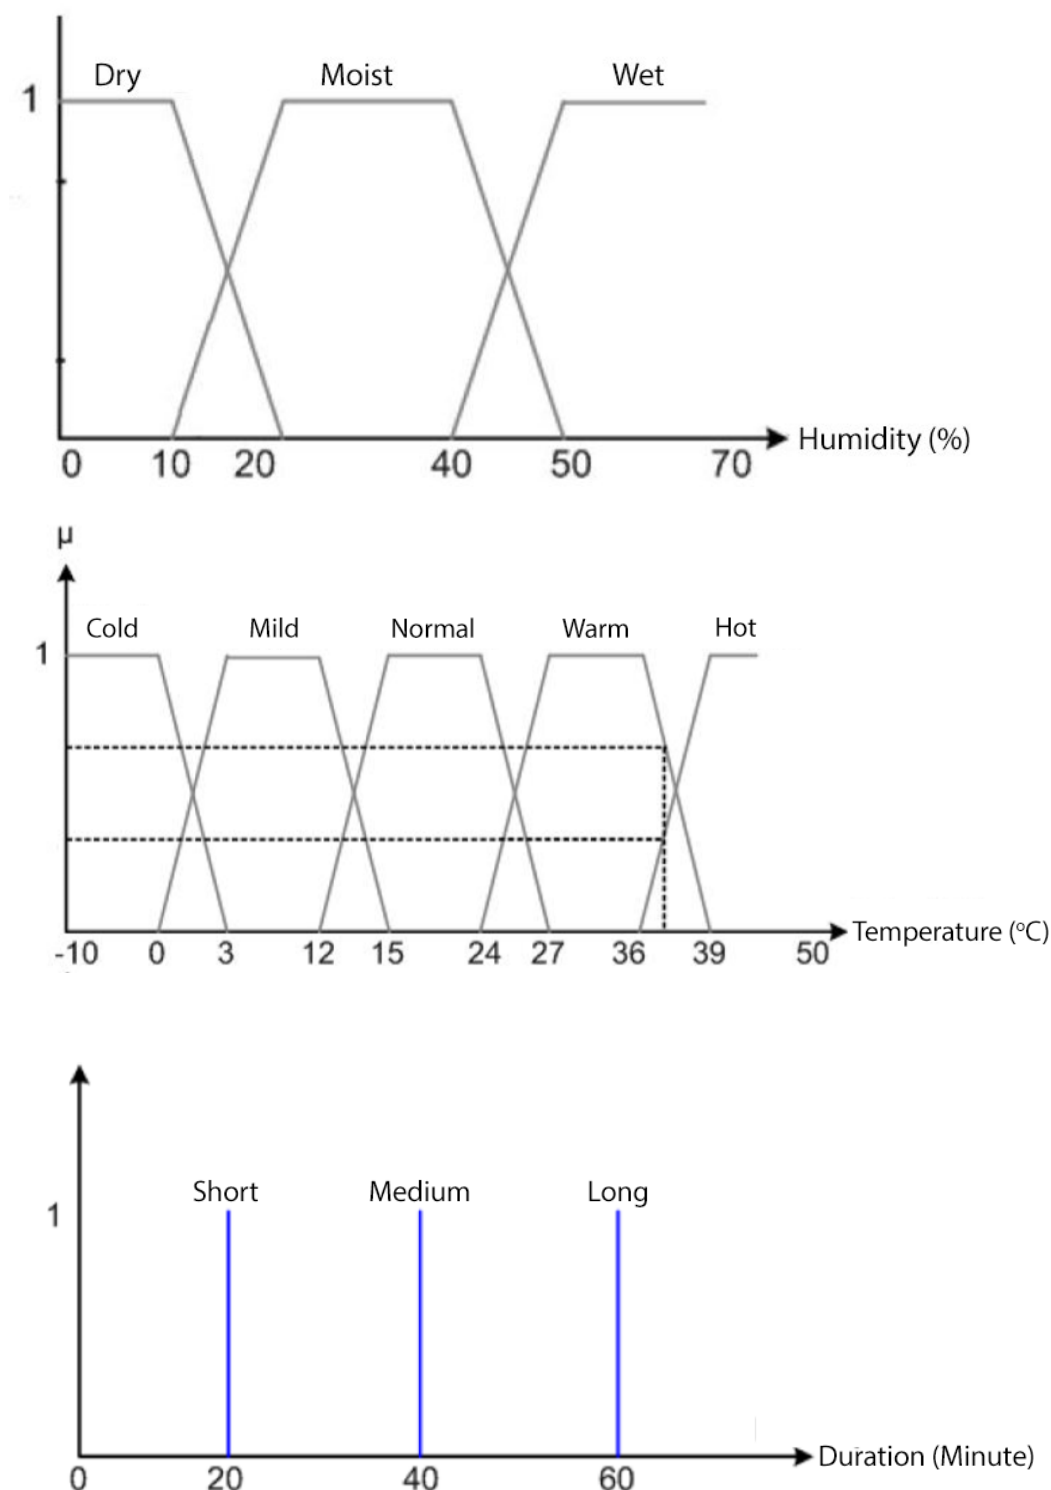 Dry Moist Wet
1
Humidity (%)
0 10 20 40 50 70
μ
Cold Mild Normal Warm Hot
1
Temperature (°C)
-10 0 3 12 15 24 27 36 39 50
Short Medium Long
1
Duration (Minute)
0 20 40 60